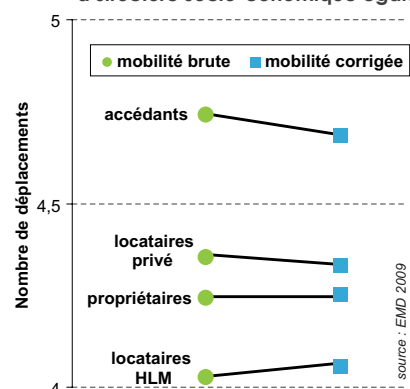 5
mobilité brute mobilité corrigée
accédants
Nombre de déplacements
4,5
locataires
privé
propriétaires
locataires
HLM
source : EMD 2009